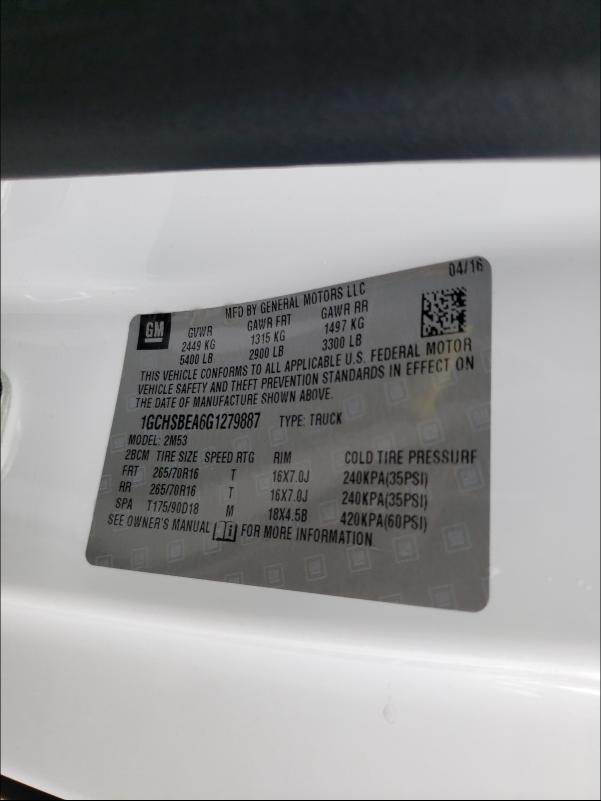 04/16
MFD BY GENERAL MOTORS LLC
GM
GVWR GAWR FRT GAWR RR
2449 KG 1315 KG 1497 KG
5400 LB 2900 LB 3300 LB
THIS VEHICLE CONFORMS TO ALL APPLICABLE U.S. FEDERAL MOTOR
VEHICLE SAFETY AND THEFT PREVENTION STANDARDS IN EFFECT ON
THE DATE OF MANUFACTURE SHOWN ABOVE.
1GCHSBEA6G1279887 TYPE: TRUCK
MODEL: 2M53
2BCM TIRE SIZE SPEED RTG RIM COLD TIRE PRESSURE
FRT 265/70R16 T 16X7.0J 240KPA(35PSI)
RR 265/70R16 T 16X7.0J 240KPA(35PSI)
SPA T175/90D18 M 18X4.5B 420KPA(60PSI)
SEE OWNER'S MANUAL FOR MORE INFORMATION